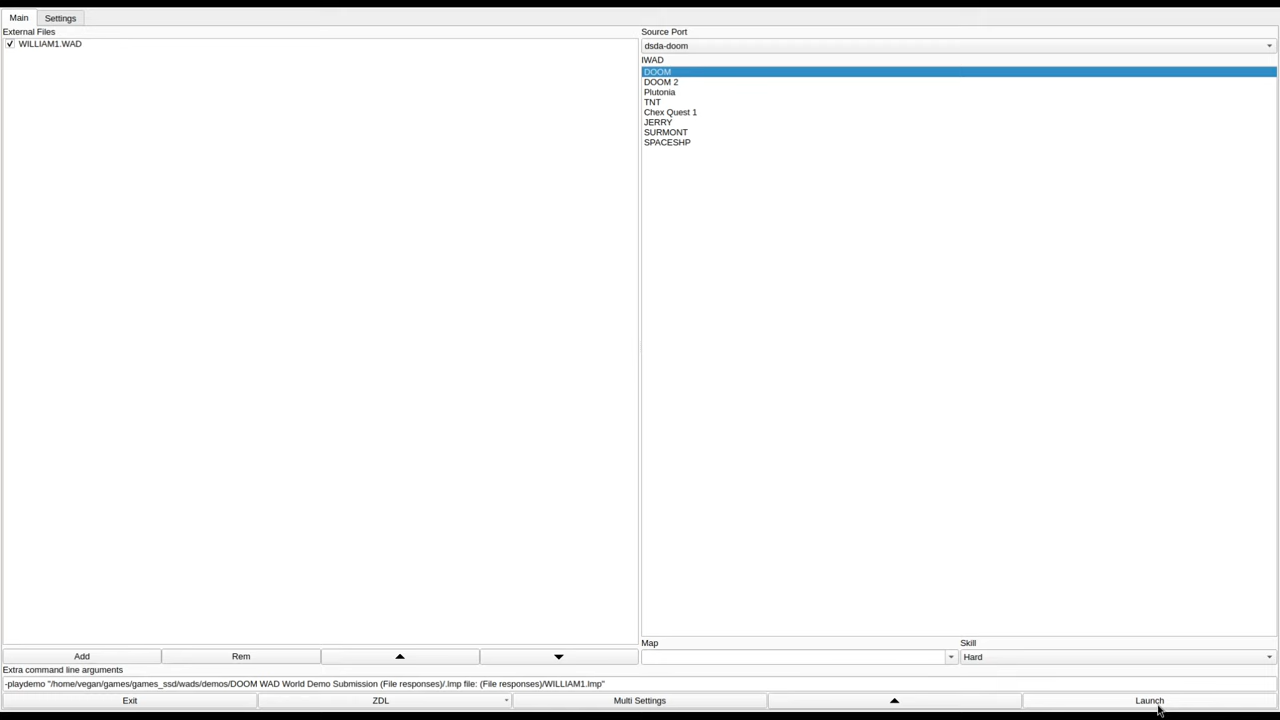 Main Settings
External Files
WILLIAM1.WAD
Source Port
dsda-doom
IWAD
DOOM
DOOM 2
Plutonia
TNT
Chex Quest 1
JERRY
SURMONT
SPACESHP
Map Skill
Hard
Add Rem
Extra command line arguments
-playdemo "/home/vegan/games/games_ssd/wads/demos/DOOM WAD World Demo Submission (File responses)/.lmp file: (File responses)/WILLIAM1.lmp"
Exit ZDL Multi Settings Launch